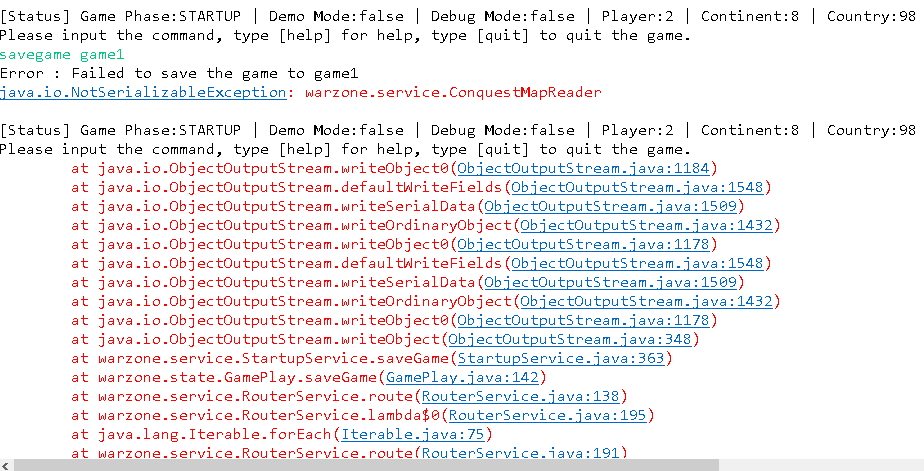 [Status] Game Phase:STARTUP | Demo Mode:false | Debug Mode:false | Player:2 | Continent:8 | Country:98
Please input the command, type [help] for help, type [quit] to quit the game.
savegame game1
Error : Failed to save the game to game1
java.io.NotSerializableException: warzone.service.ConquestMapReader
[Status] Game Phase:STARTUP | Demo Mode:false | Debug Mode:false | Player:2 | Continent:8 | Country:98
Please input the command, type [help] for help, type [quit] to quit the game.
at java.io.ObjectOutputStream.writeObject0(ObjectOutputStream.java:1184)
at java.io.ObjectOutputStream.defaultWriteFields(ObjectOutputStream.java:1548)
at java.io.ObjectOutputStream.writeSerialData(ObjectOutputStream.java:1509)
at java.io.ObjectOutputStream.writeOrdinaryObject(ObjectOutputStream.java:1432)
at java.io.ObjectOutputStream.writeObject0(ObjectOutputStream.java:1178)
at java.io.ObjectOutputStream.defaultWriteFields(ObjectOutputStream.java:1548)
at java.io.ObjectOutputStream.writeSerialData(ObjectOutputStream.java:1509)
at java.io.ObjectOutputStream.writeOrdinaryObject(ObjectOutputStream.java:1432)
at java.io.ObjectOutputStream.writeObject0(ObjectOutputStream.java:1178)
at java.io.ObjectOutputStream.writeObject(ObjectOutputStream.java:348)
at warzone.service.StartupService.saveGame(StartupService.java:363)
at warzone.state.GamePlay.saveGame(GamePlay.java:142)
at warzone.service.RouterService.route(RouterService.java:138)
at warzone.service.RouterService.lambda$0(RouterService.java:195)
at java.lang.Iterable.forEach(Iterable.java:75)
at warzone.service.RouterService.route(RouterService.java:191)